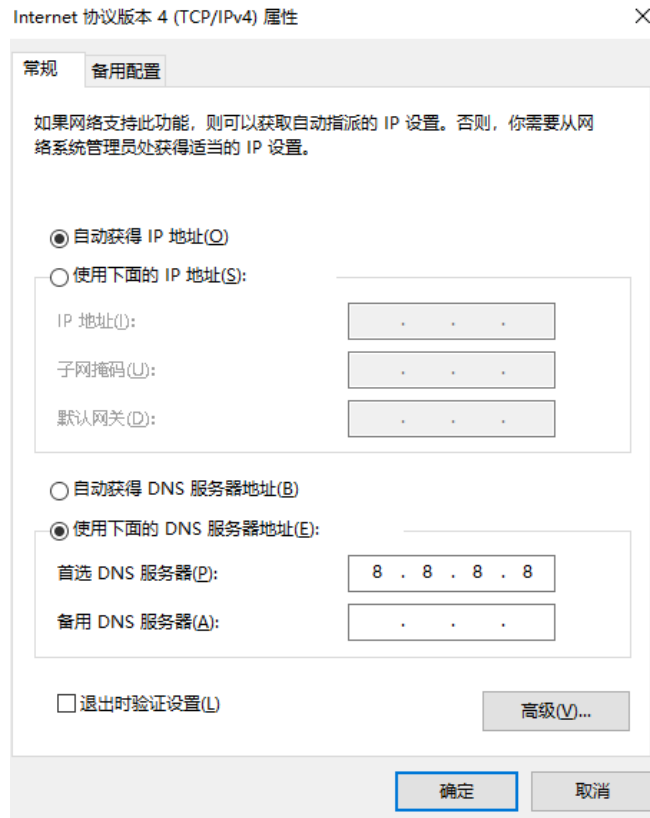 Internet 协议版本 4 (TCP/IPv4) 属性
常规
备用配置
如果网络支持此功能，则可以获取自动指派的 IP 设置。否则，你需要从网
络系统管理员处获得适当的 IP 设置。
自动获得 IP 地址(O)
使用下面的 IP 地址(S):
IP 地址(I):
. . .
子网掩码(U):
. . .
默认网关(D):
. . .
自动获得 DNS 服务器地址(B)
使用下面的 DNS 服务器地址(E):
首选 DNS 服务器(P):
8 . 8 . 8 . 8
备用 DNS 服务器(A):
. . .
退出时验证设置(L)
高级(V)...
确定
取消